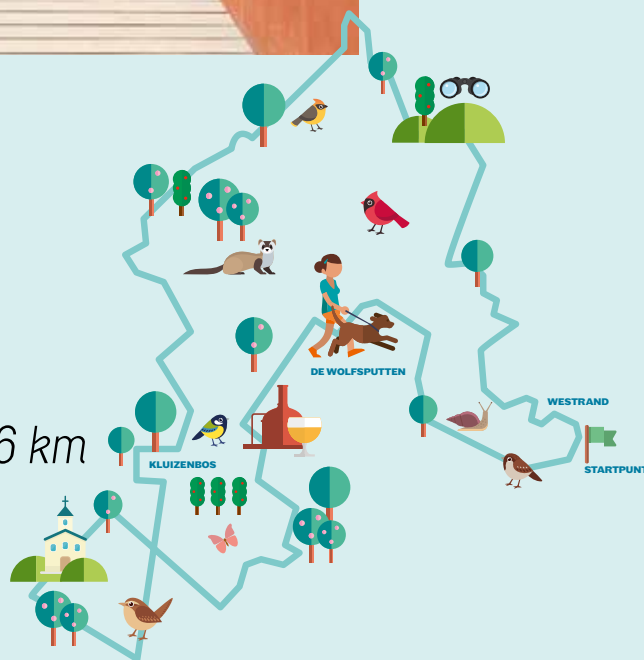 DE WOLFSPUTTEN
WESTRAND
6 km
KLUIZENBOS
STARTPUNT